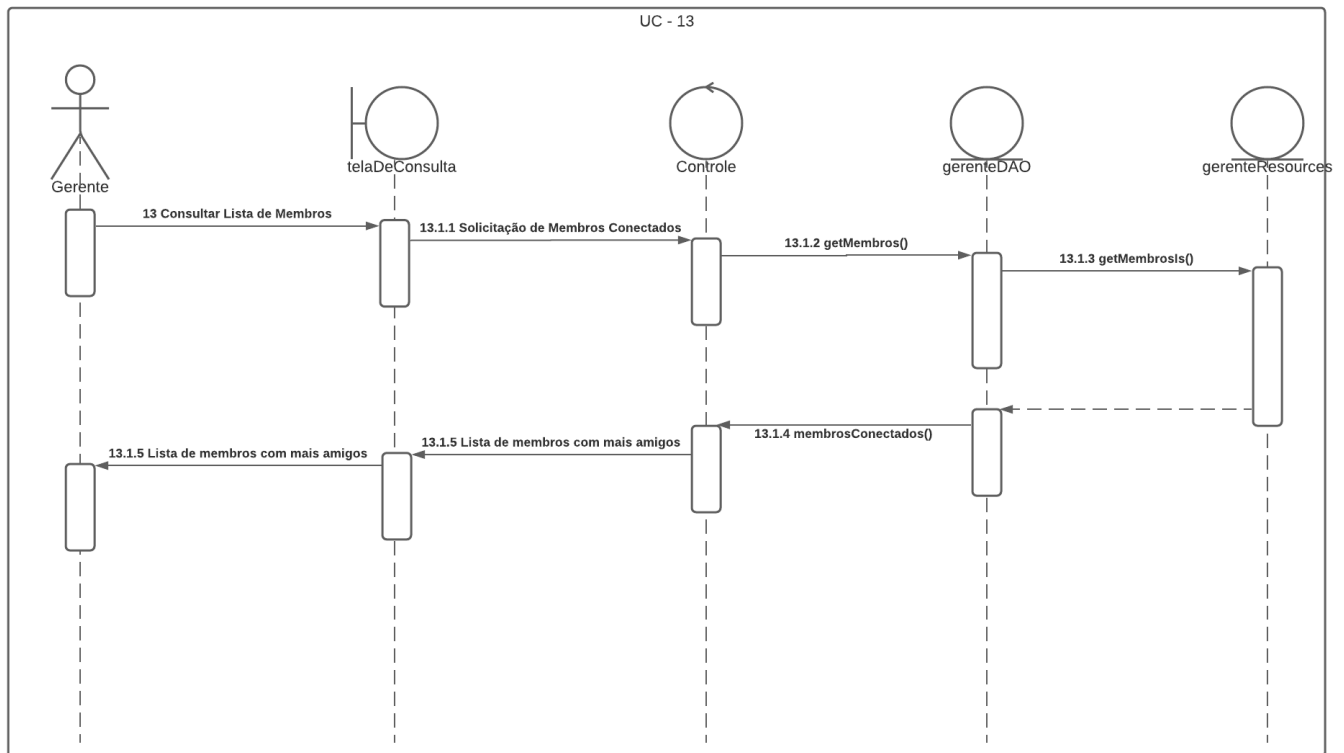 UC - 13
Gerente
telaDeConsulta
Controle
gerenteDAO
gerenteResources
13 Consultar Lista de Membros
13.1.1 Solicitação de Membros Conectados
13.1.2 getMembros()
13.1.3 getMembrosIs()
13.1.4 membrosConectados()
13.1.5 Lista de membros com mais amigos
13.1.5 Lista de membros com mais amigos